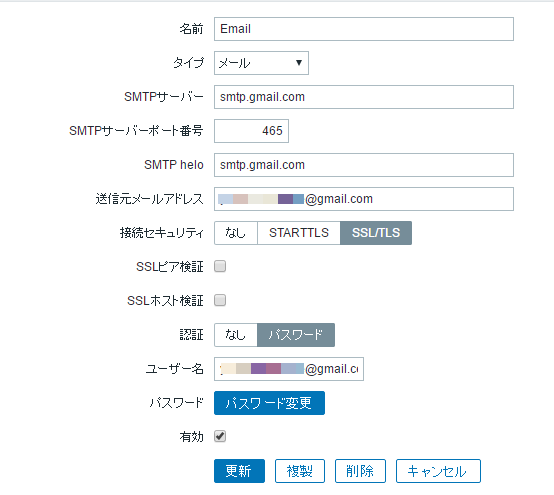 名前 Email
タイプ メール
SMTPサーバー smtp.gmail.com
SMTPサーバーポート番号 465
SMTP helo smtp.gmail.com
送信元メールアドレス @gmail.com
接続セキュリティ なし STARTTLS SSL/TLS
SSLピア検証
SSLホスト検証
認証 なし パスワード
ユーザー名 @gmail.c
パスワード パスワード変更
有効
更新 複製 削除 キャンセル